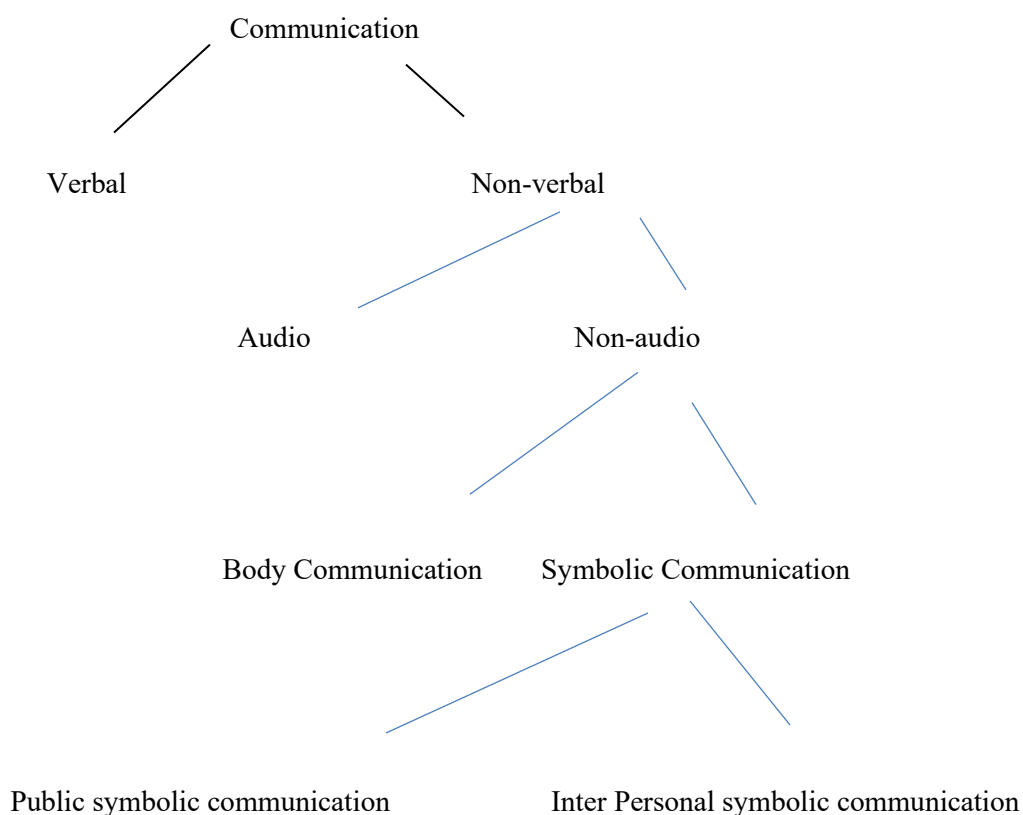 Communication
Verbal Non-verbal
Audio Non-audio
Body Communication Symbolic Communication
Public symbolic communication Inter Personal symbolic communication